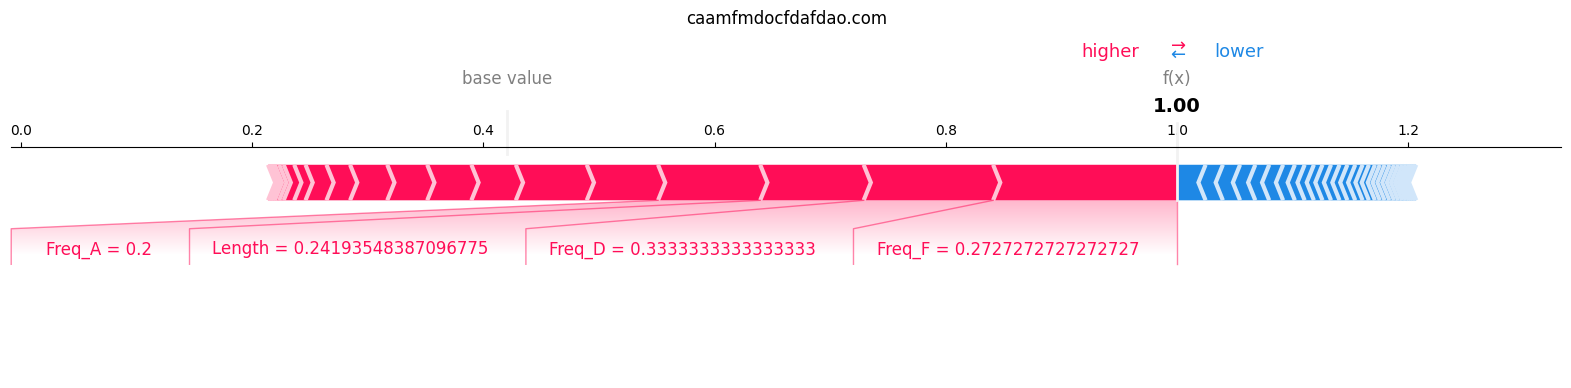 caamfmdocfdafdao.com
higher ⇄ lower
base value f(x)
1.00
0.0 0.2 0.4 0.6 0.8 1.0 1.2
Freq_A = 0.2 Length = 0.24193548387096775 Freq_D = 0.3333333333333333 Freq_F = 0.2727272727272727